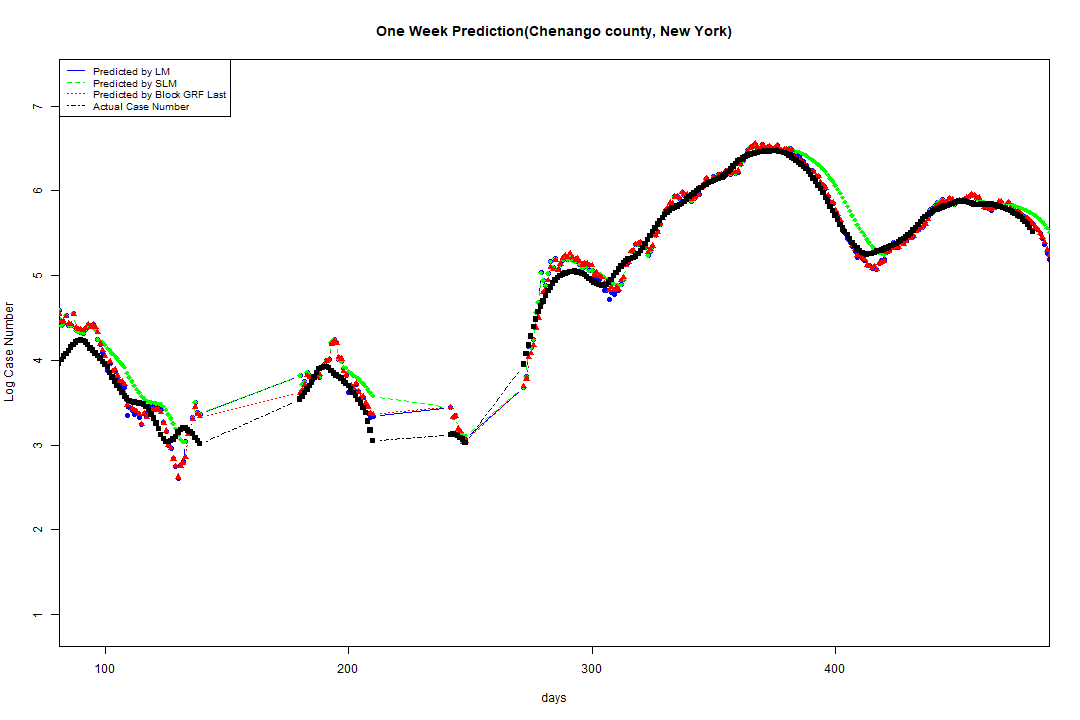 One Week Prediction(Chenango county, New York)
Predicted by LM
Predicted by SLM
Predicted by Block GRF Last
Actual Case Number
7
6
5
4
3
2
1
Log Case Number
100 200 300 400
days